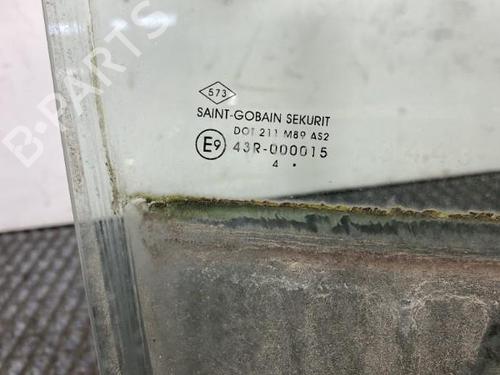 B-PARTS
573
SAINT-GOBAIN SEKURIT
DOT 211 M89 AS2
E9 43R-000015
4 •